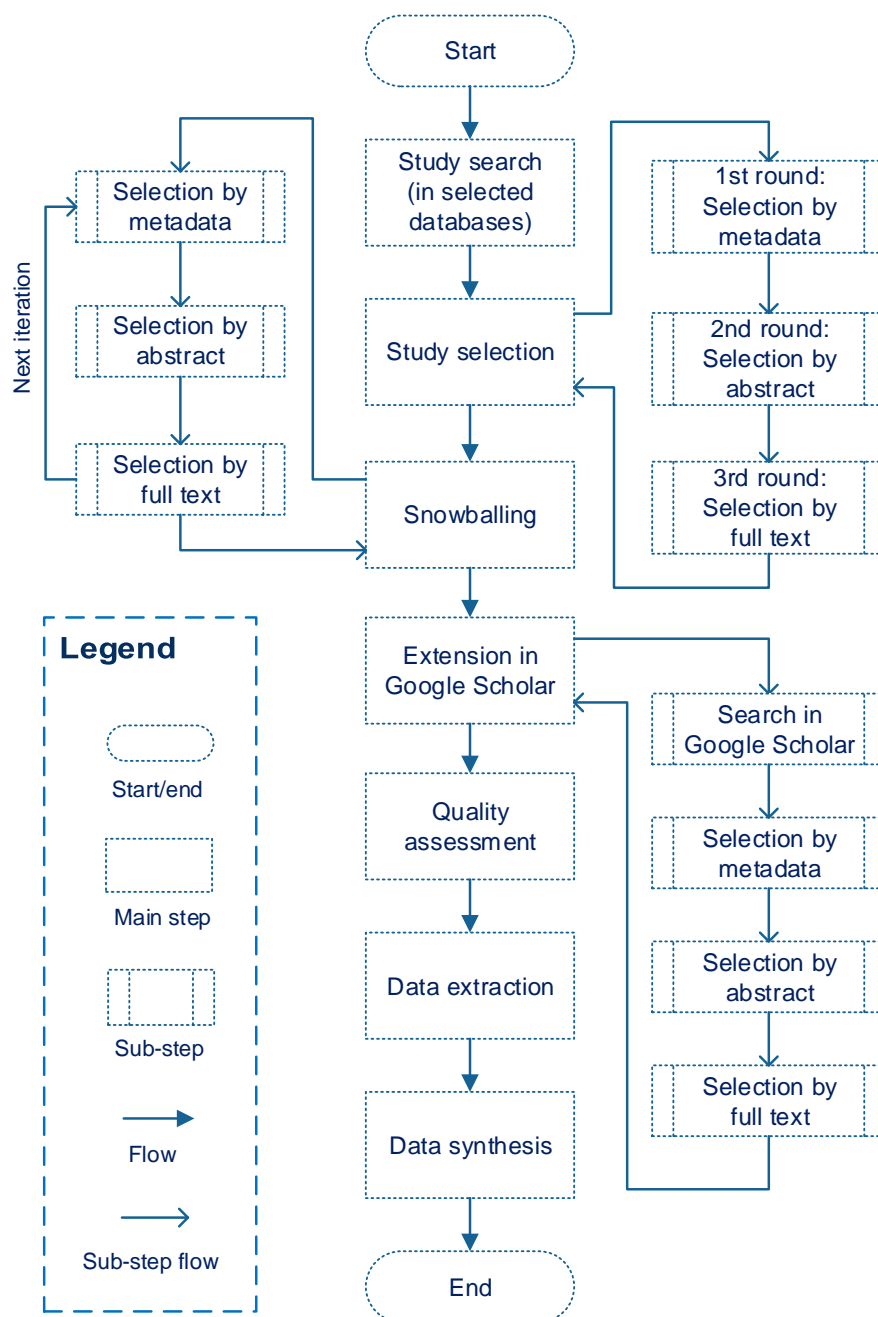 Start
Study search
(in selected
databases)
Study selection
Snowballing
Extension in
Google Scholar
Quality
assessment
Data extraction
Data synthesis
End
Selection by
metadata
Selection by
abstract
Selection by
full text
Next iteration
1st round:
Selection by
metadata
2nd round:
Selection by
abstract
3rd round:
Selection by
full text
Search in
Google Scholar
Selection by
metadata
Selection by
abstract
Selection by
full text
Legend
Start/end
Main step
Sub-step
Flow
Sub-step flow